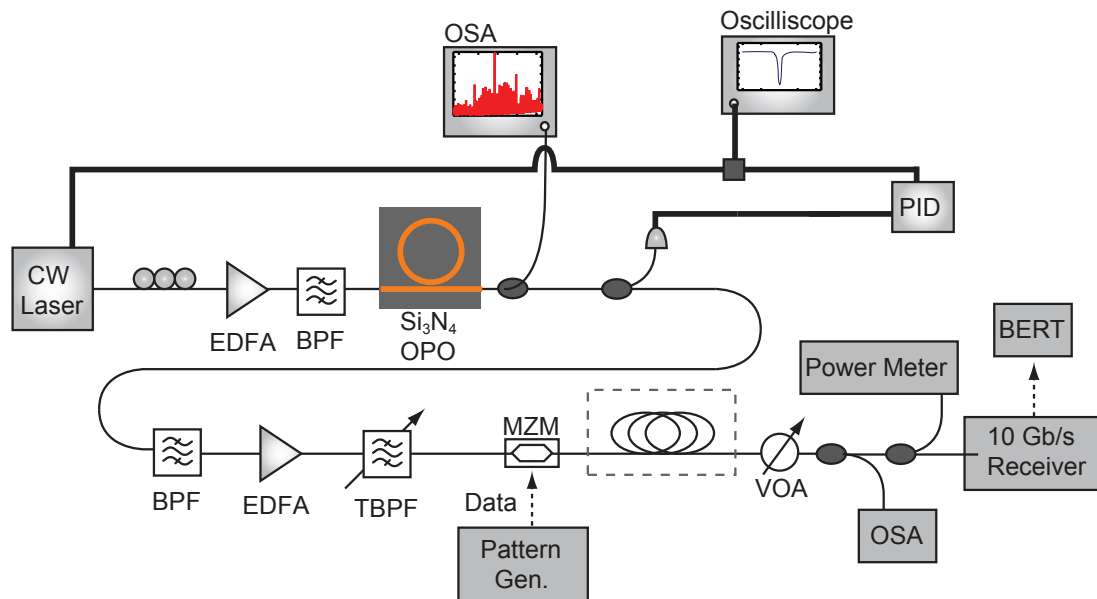 OSA
Oscilliscope
PID
CW
Laser
EDFA
BPF
Si₃N₄
OPO
BERT
Power Meter
MZM
10 Gb/s
Receiver
BPF
EDFA
TBPF
Data
VOA
OSA
Pattern
Gen.